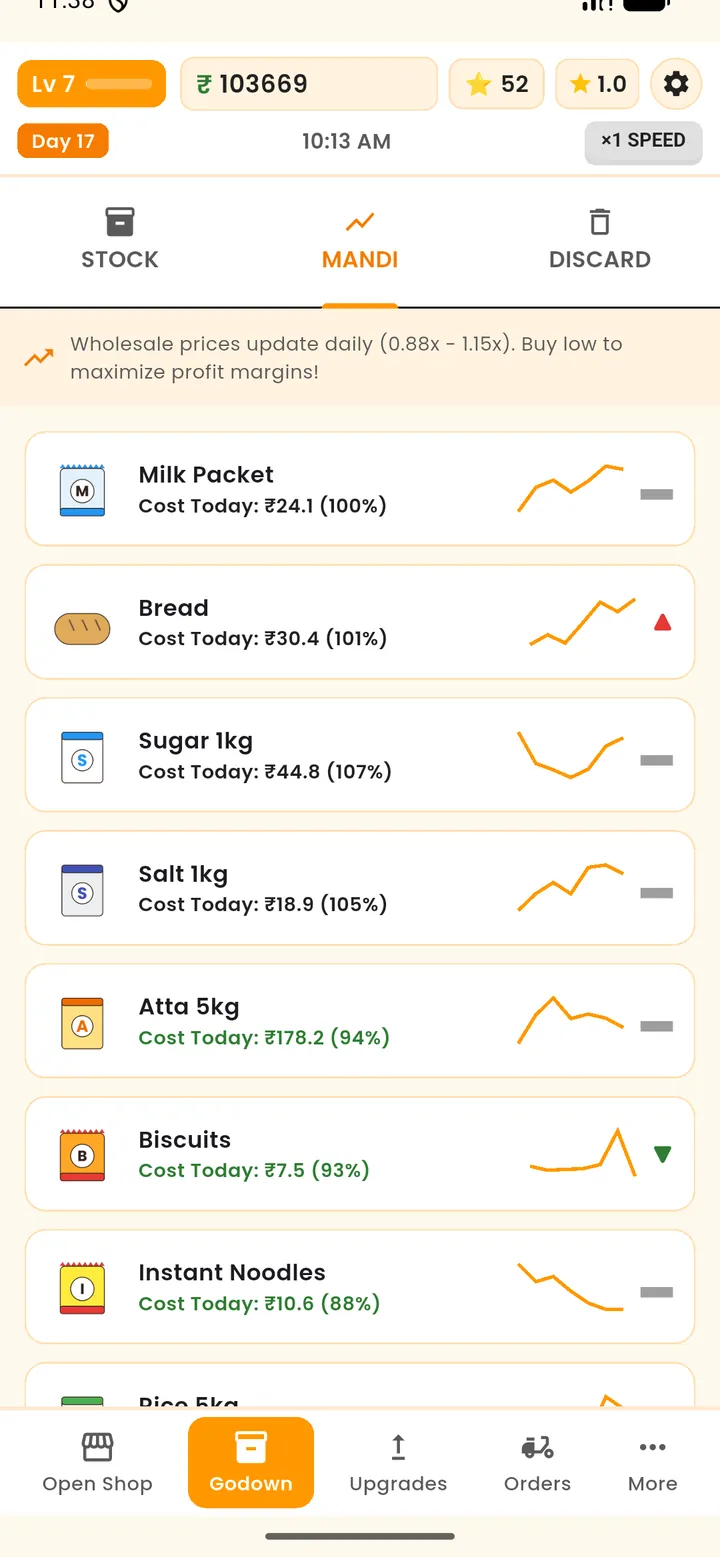 11:38
Lv 7
₹ 103669
52
1.0
Day 17
10:13 AM
×1 SPEED
STOCK
MANDI
DISCARD
Wholesale prices update daily (0.88x - 1.15x). Buy low to
maximize profit margins!
M
Milk Packet
Cost Today: ₹24.1 (100%)
Bread
Cost Today: ₹30.4 (101%)
S
Sugar 1kg
Cost Today: ₹44.8 (107%)
S
Salt 1kg
Cost Today: ₹18.9 (105%)
A
Atta 5kg
Cost Today: ₹178.2 (94%)
B
Biscuits
Cost Today: ₹7.5 (93%)
I
Instant Noodles
Cost Today: ₹10.6 (88%)
Rice 5kg
Open Shop
Godown
Upgrades
Orders
More